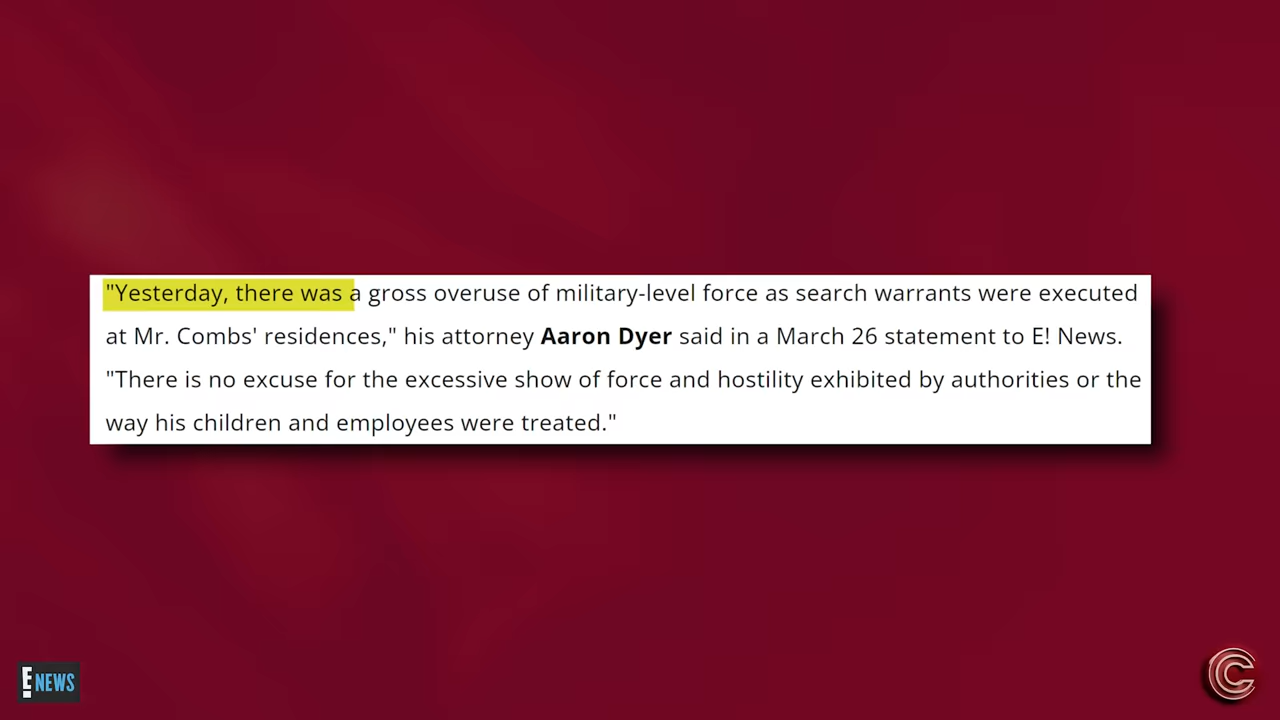 "Yesterday, there was a gross overuse of military-level force as search warrants were executed
at Mr. Combs' residences," his attorney Aaron Dyer said in a March 26 statement to E! News.
"There is no excuse for the excessive show of force and hostility exhibited by authorities or the
way his children and employees were treated."
E! NEWS